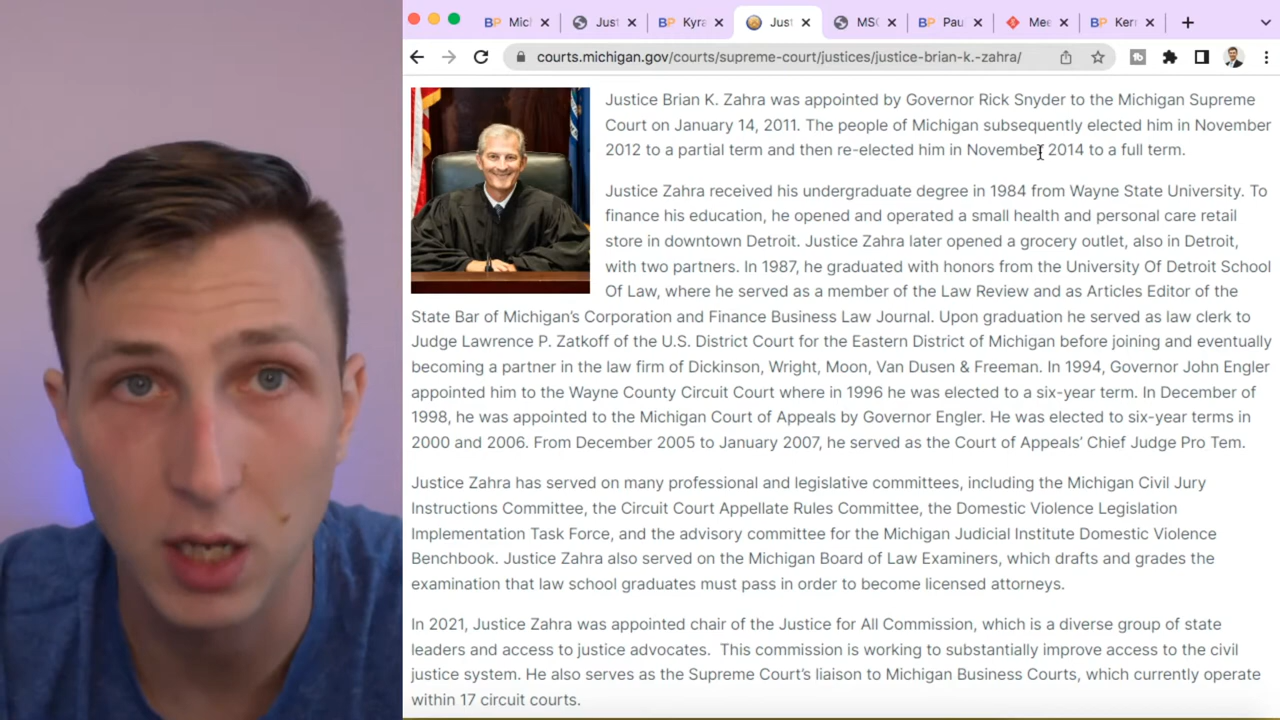 Mich
Just
Kyra
Just
MSC
Pau
Mee
Kerr
courts.michigan.gov/courts/supreme-court/justices/justice-brian-k.-zahra/
Justice Brian K. Zahra was appointed by Governor Rick Snyder to the Michigan Supreme
Court on January 14, 2011. The people of Michigan subsequently elected him in November
2012 to a partial term and then re-elected him in November 2014 to a full term.
Justice Zahra received his undergraduate degree in 1984 from Wayne State University. To
finance his education, he opened and operated a small health and personal care retail
store in downtown Detroit. Justice Zahra later opened a grocery outlet, also in Detroit,
with two partners. In 1987, he graduated with honors from the University Of Detroit School
Of Law, where he served as a member of the Law Review and as Articles Editor of the
State Bar of Michigan's Corporation and Finance Business Law Journal. Upon graduation he served as law clerk to
Judge Lawrence P. Zatkoff of the U.S. District Court for the Eastern District of Michigan before joining and eventually
becoming a partner in the law firm of Dickinson, Wright, Moon, Van Dusen & Freeman. In 1994, Governor John Engler
appointed him to the Wayne County Circuit Court where in 1996 he was elected to a six-year term. In December of
1998, he was appointed to the Michigan Court of Appeals by Governor Engler. He was elected to six-year terms in
2000 and 2006. From December 2005 to January 2007, he served as the Court of Appeals' Chief Judge Pro Tem.
Justice Zahra has served on many professional and legislative committees, including the Michigan Civil Jury
Instructions Committee, the Circuit Court Appellate Rules Committee, the Domestic Violence Legislation
Implementation Task Force, and the advisory committee for the Michigan Judicial Institute Domestic Violence
Benchbook. Justice Zahra also served on the Michigan Board of Law Examiners, which drafts and grades the
examination that law school graduates must pass in order to become licensed attorneys.
In 2021, Justice Zahra was appointed chair of the Justice for All Commission, which is a diverse group of state
leaders and access to justice advocates. This commission is working to substantially improve access to the civil
justice system. He also serves as the Supreme Court's liaison to Michigan Business Courts, which currently operate
within 17 circuit courts.